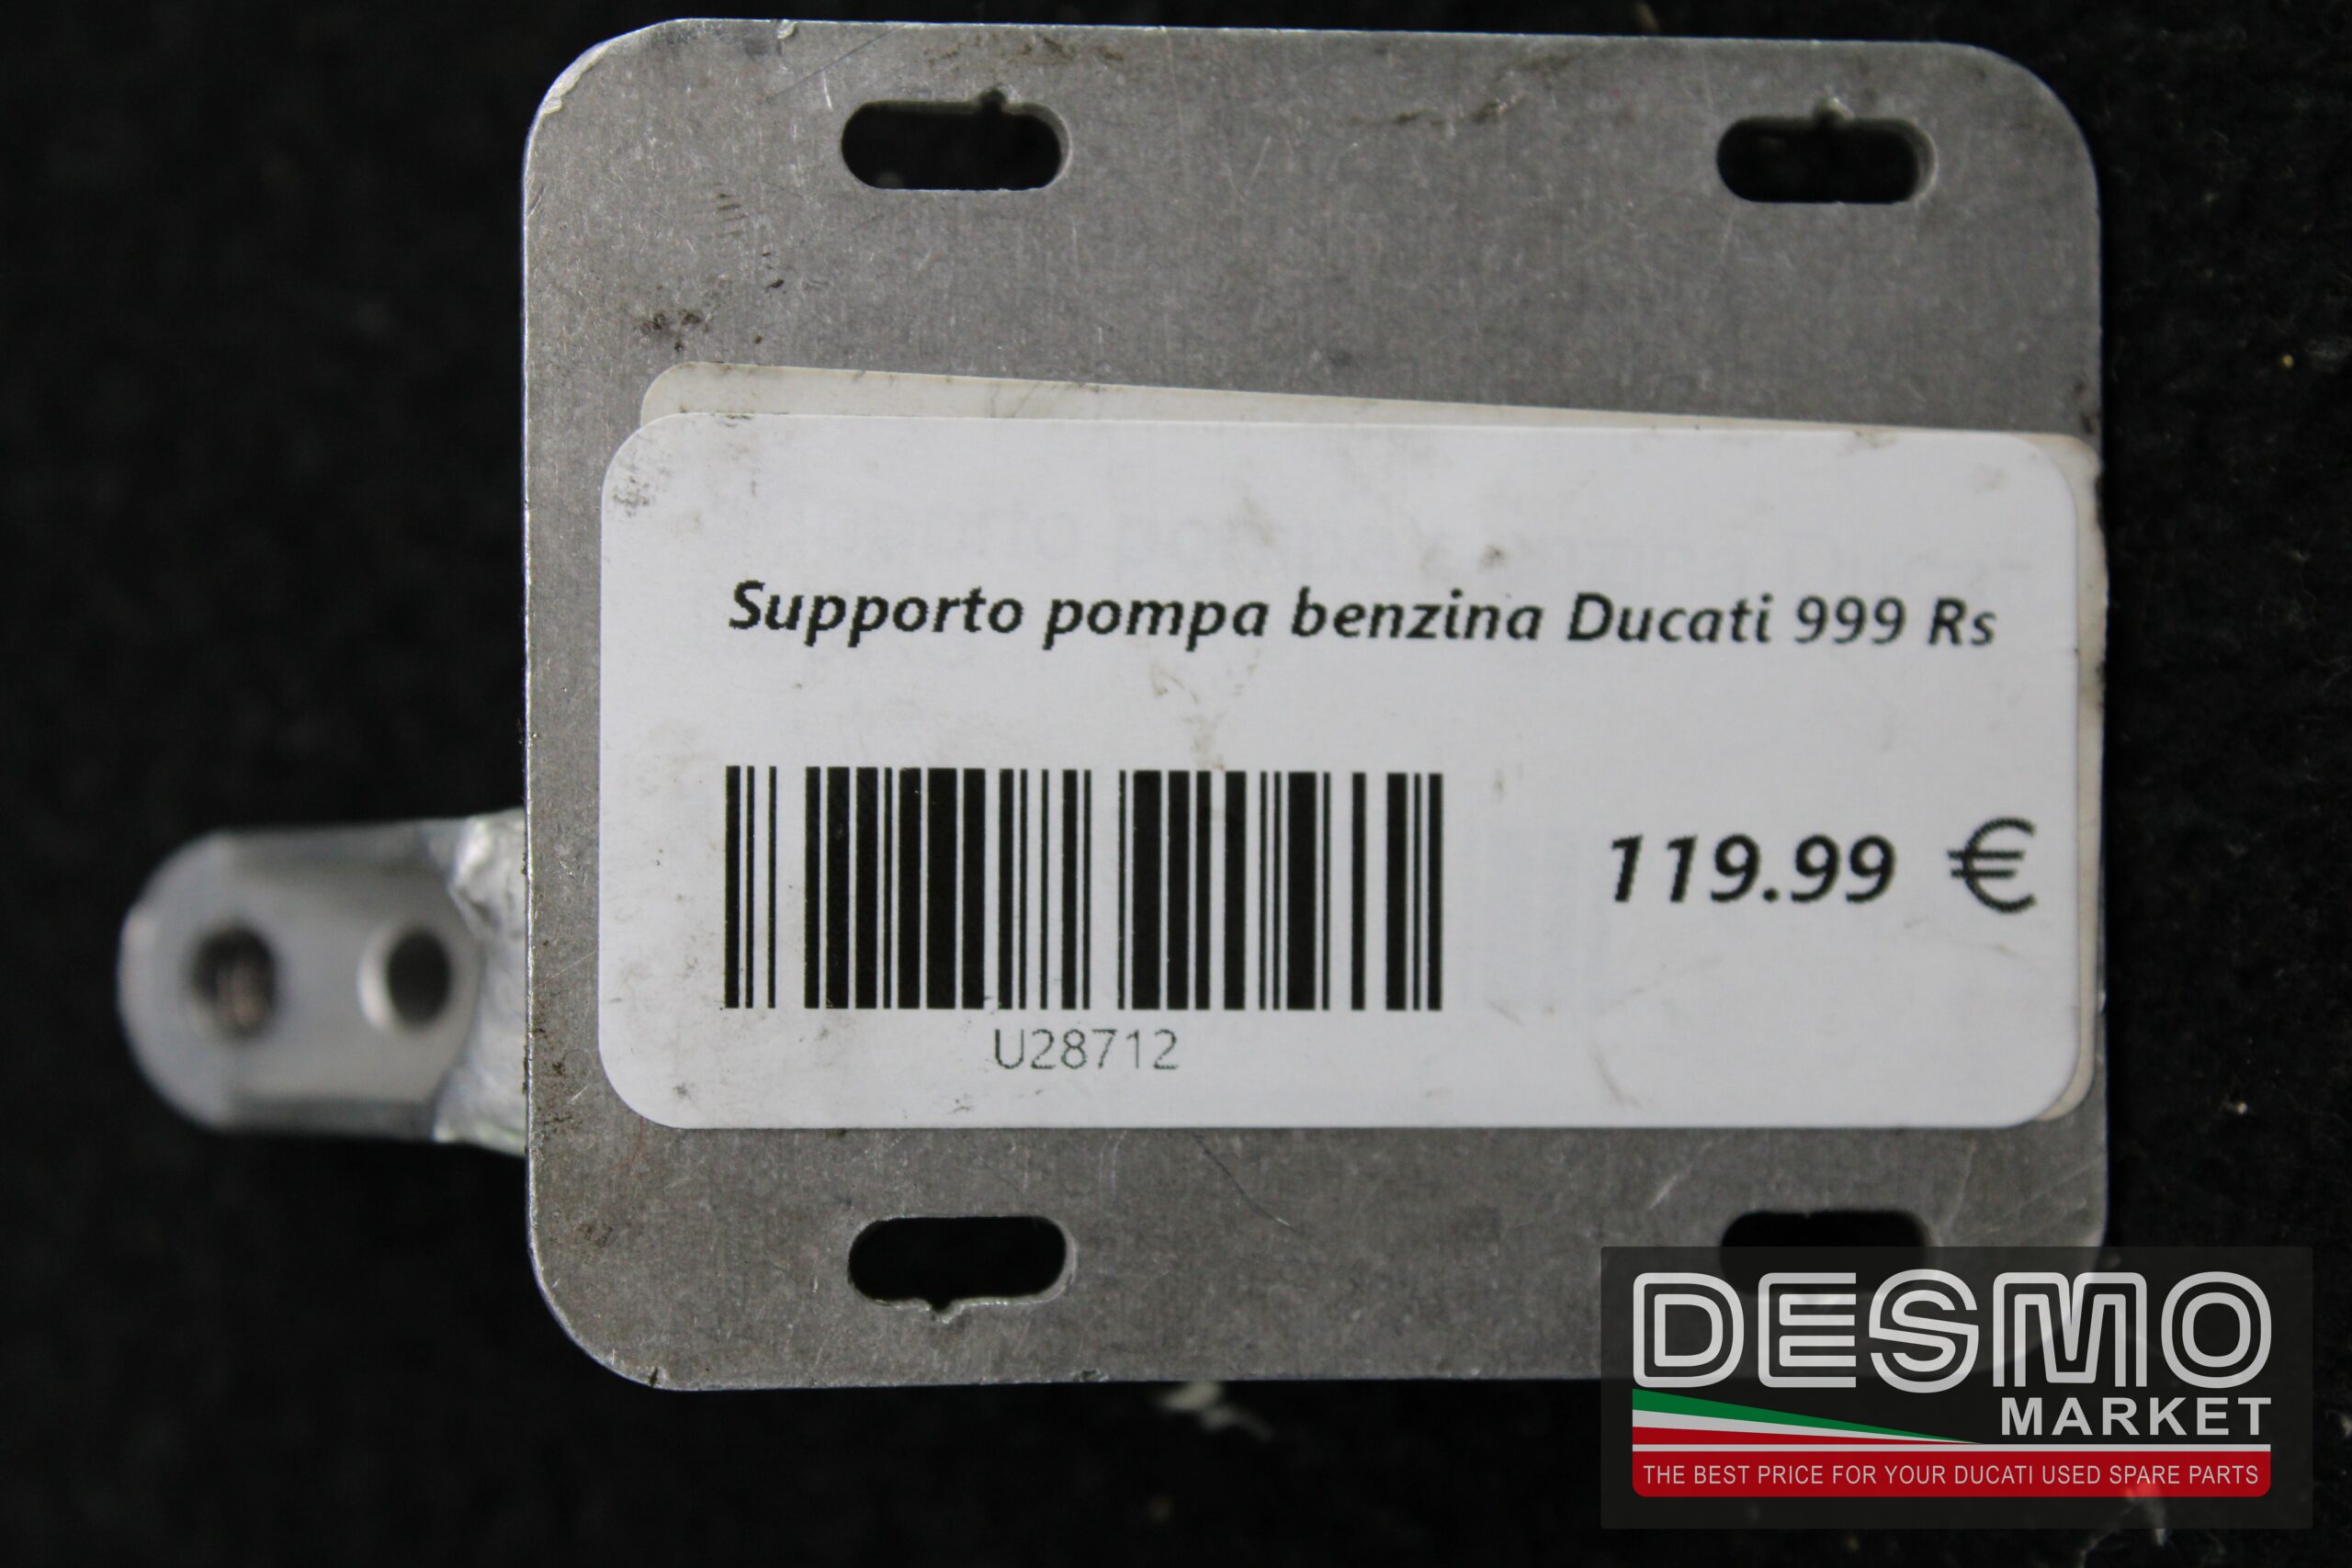 Supporto pompa benzina Ducati 999 Rs
119.99 €
U28712
DESMO
MARKET
THE BEST PRICE FOR YOUR DUCATI USED SPARE PARTS